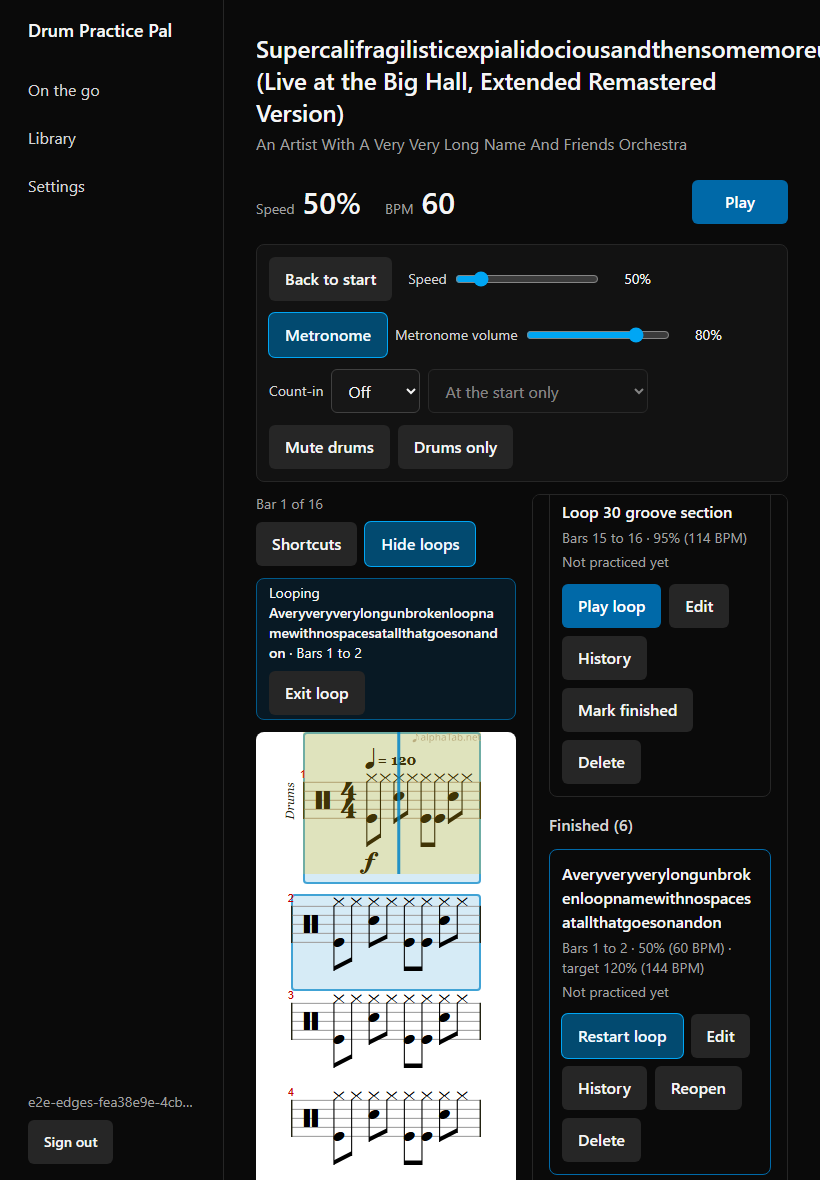 Drum Practice Pal
On the go
Library
Settings
e2e-edges-fea38e9e-4cb...
Sign out
Supercalifragilisticexpialidociousandthensomemore
(Live at the Big Hall, Extended Remastered
Version)
An Artist With A Very Very Long Name And Friends Orchestra
Speed 50% BPM 60
Play
Back to start Speed 50%
Metronome Metronome volume 80%
Count-in Off At the start only
Mute drums Drums only
Bar 1 of 16
Shortcuts Hide loops
Looping
Averyveryverylongunbrokenloopna
mewithnospacesatallthatgoesonand
on · Bars 1 to 2
Exit loop
alphaTab.net
= 120
1
Drums
4
4
f
2
3
4
Loop 30 groove section
Bars 15 to 16 · 95% (114 BPM)
Not practiced yet
Play loop Edit
History
Mark finished
Delete
Finished (6)
Averyveryverylongunbrok
enloopnamewithnospaces
atallthatgoesonandon
Bars 1 to 2 · 50% (60 BPM) ·
target 120% (144 BPM)
Not practiced yet
Restart loop Edit
History Reopen
Delete